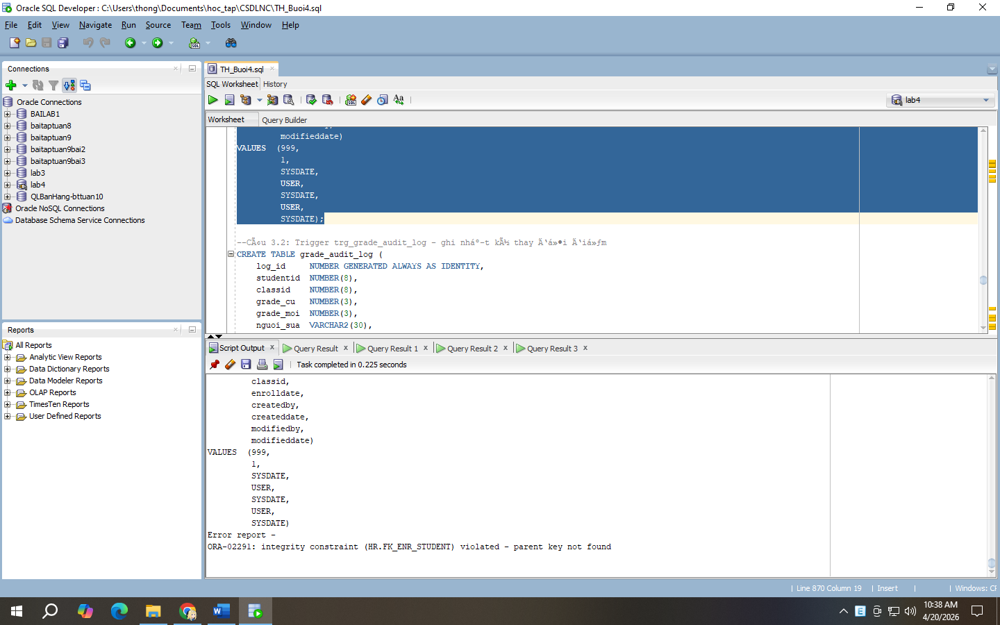 Oracle SQL Developer : C:\Users\thong\Documents\hoc_tap\CSDLNC\TH_Buoi4.sql
File Edit View Navigate Run Source Team Tools Window Help
Connections
Oracle Connections
BAILAB1
baitaptuan8
baitaptuan9
baitaptuan9bai2
baitaptuan9bai3
lab3
lab4
QLBanHang-bttuan10
Oracle NoSQL Connections
Database Schema Service Connections
Reports
All Reports
Analytic View Reports
Data Dictionary Reports
Data Modeler Reports
OLAP Reports
TimesTen Reports
User Defined Reports
TH_Buoi4.sql
SQL Worksheet History
lab4
Worksheet Query Builder
modifieddate)
VALUES (999,
1,
SYSDATE,
USER,
SYSDATE,
USER,
SYSDATE);
--CÃ¢u 3.2: Trigger trg_grade_audit_log - ghi nháº­t kÃ½ thay Ä‘á»•i Ä‘iá»ƒm
CREATE TABLE grade_audit_log (
log_id NUMBER GENERATED ALWAYS AS IDENTITY,
studentid NUMBER(8),
classid NUMBER(8),
grade_cu NUMBER(3),
grade_moi NUMBER(3),
nguoi_sua VARCHAR2(30),
Script Output Query Result Query Result 1 Query Result 2 Query Result 3
Task completed in 0.225 seconds
classid,
enrolldate,
createdby,
createddate,
modifiedby,
modifieddate)
VALUES (999,
1,
SYSDATE,
USER,
SYSDATE,
USER,
SYSDATE)
Error report -
ORA-02291: integrity constraint (HR.FK_ENR_STUDENT) violated - parent key not found
Line 870 Column 19 Insert Windows: CF
10:38 AM
4/20/2026